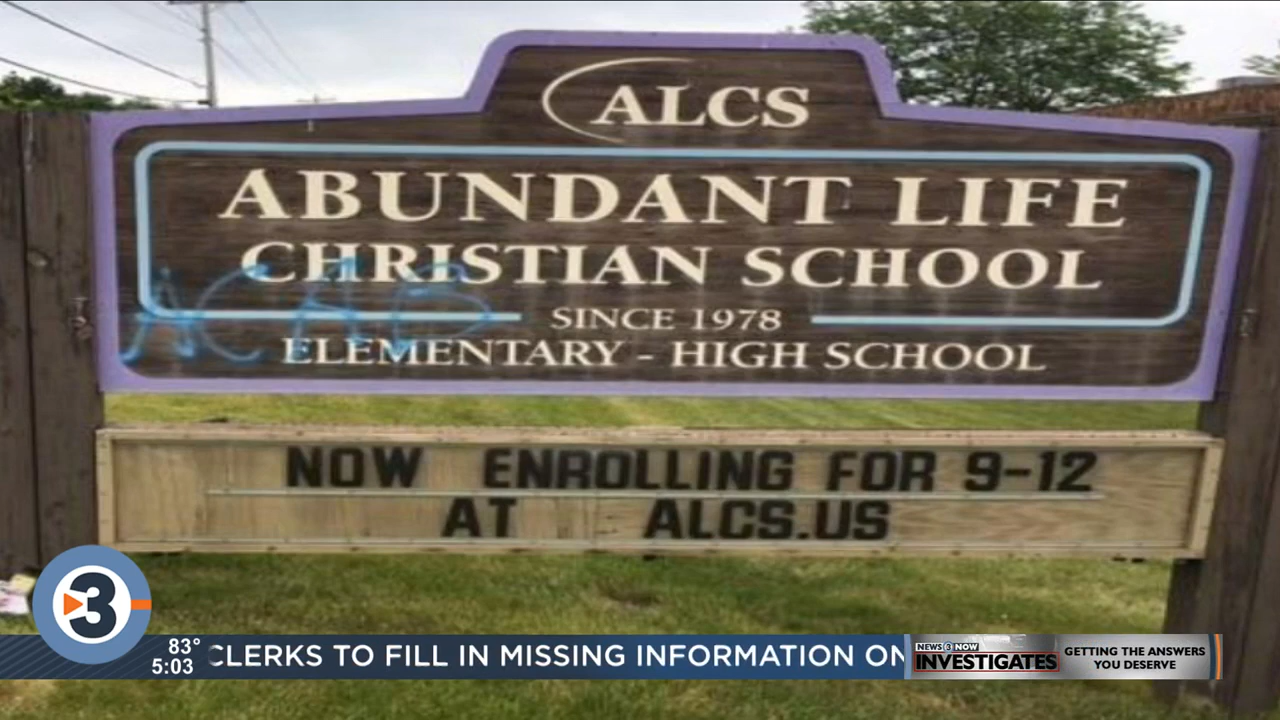 ALCS
ABUNDANT LIFE
CHRISTIAN SCHOOL
ACAB
SINCE 1978
ELEMENTARY - HIGH SCHOOL
NOW ENROLLING FOR 9-12
AT ALCS.US
3
83°
5:03
CLERKS TO FILL IN MISSING INFORMATION ON
NEWS 3 NOW
INVESTIGATES
GETTING THE ANSWERS
YOU DESERVE